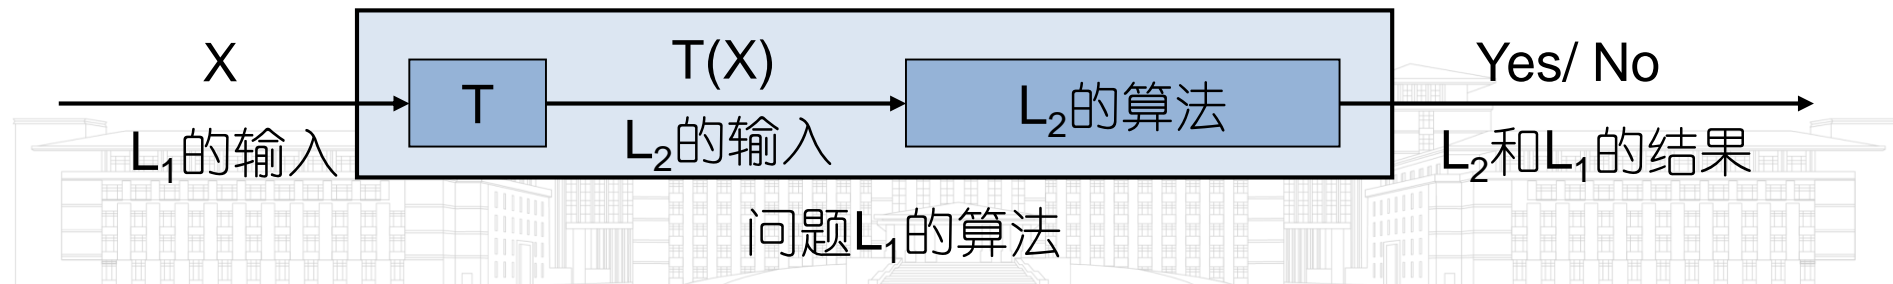 X
T
T(X)
L₂的算法
Yes/ No
L₁的输入
L₂的输入
L₂和L₁的结果
问题L₁的算法